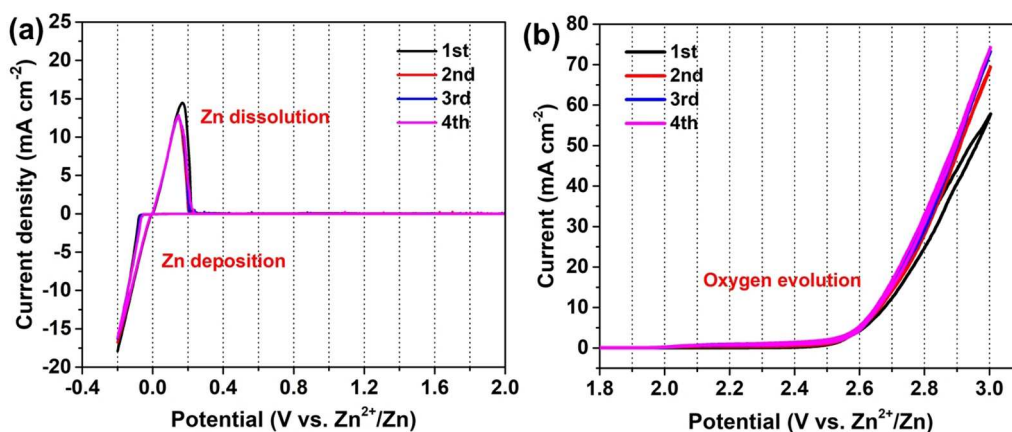 (a)
25
20
15
10
5
0
-5
-10
-15
-20
Current density (mA cm⁻²)
1st
2nd
3rd
4th
Zn dissolution
Zn deposition
-0.4 0.0 0.4 0.8 1.2 1.6 2.0
Potential (V vs. Zn²⁺/Zn)
(b)
80
70
60
50
40
30
20
10
0
Current (mA cm⁻²)
1st
2nd
3rd
4th
Oxygen evolution
1.8 2.0 2.2 2.4 2.6 2.8 3.0
Potential (V vs. Zn²⁺/Zn)